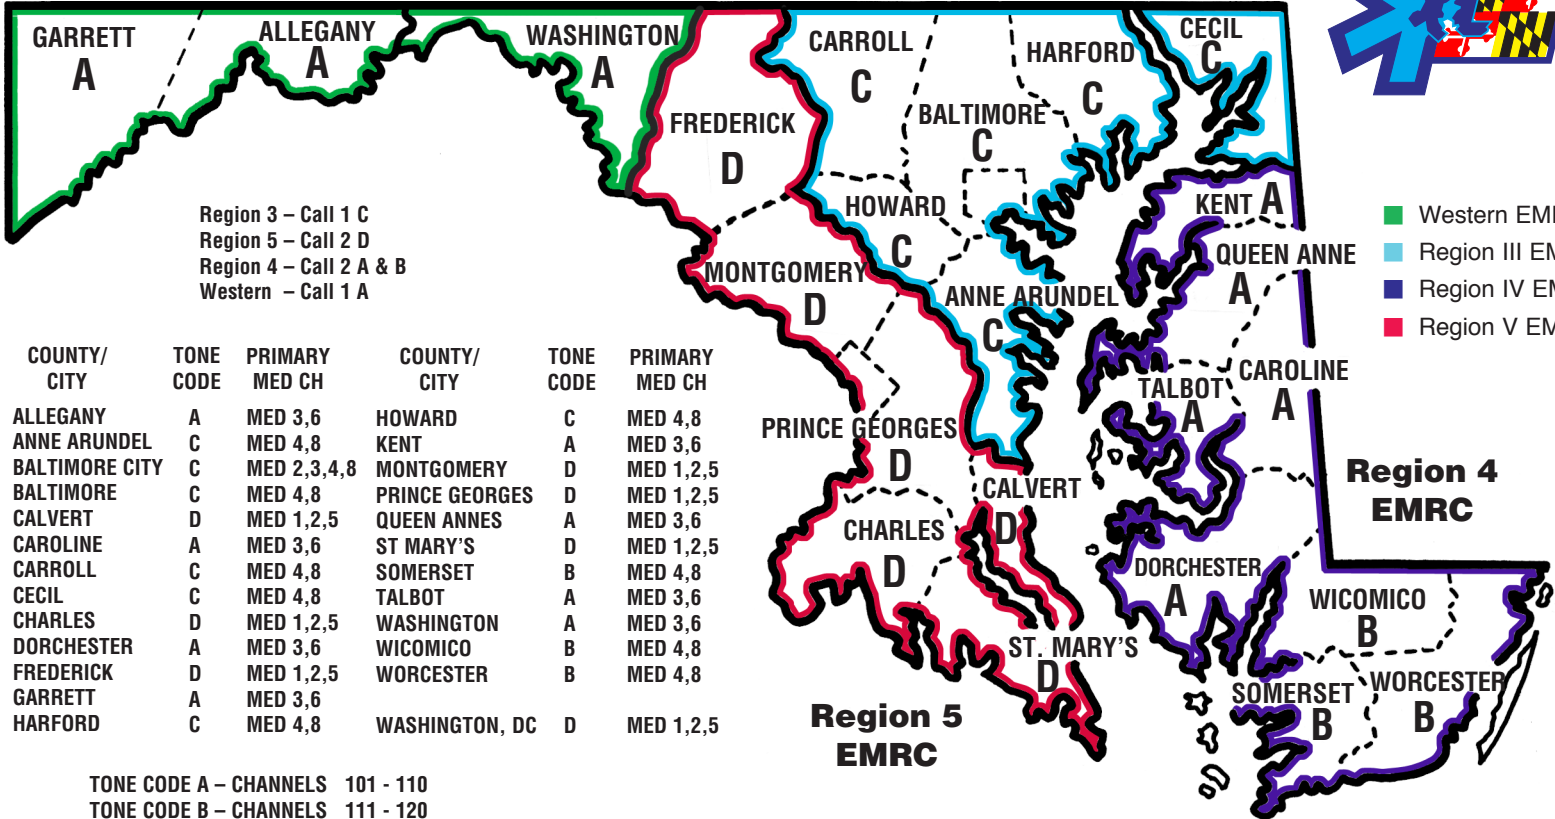 GARRETT
A
ALLEGANY
A
WASHINGTON
A
FREDERICK
D
CARROLL
C
BALTIMORE
C
HARFORD
C
CECIL
C
HOWARD
C
MONTGOMERY
D
ANNE ARUNDEL
C
KENT A
QUEEN ANNE
A
CAROLINE
A
TALBOT
A
PRINCE GEORGES
D
CALVERT
D
CHARLES
D
ST. MARY'S
D
DORCHESTER
A
WICOMICO
B
SOMERSET
B
WORCESTER
B
Region 4
EMRC
Region 5
EMRC
Western
Region III
Region IV
Region V
Region 3 – Call 1 C
Region 5 – Call 2 D
Region 4 – Call 2 A & B
Western – Call 1 A
COUNTY/ TONE PRIMARY COUNTY/ TONE PRIMARY
CITY CODE MED CH CITY CODE MED CH
ALLEGANY A MED 3,6 HOWARD C MED 4,8
ANNE ARUNDEL C MED 4,8 KENT A MED 3,6
BALTIMORE CITY C MED 2,3,4,8 MONTGOMERY D MED 1,2,5
BALTIMORE C MED 4,8 PRINCE GEORGES D MED 1,2,5
CALVERT D MED 1,2,5 QUEEN ANNES A MED 3,6
CAROLINE A MED 3,6 ST MARY'S D MED 1,2,5
CARROLL C MED 4,8 SOMERSET B MED 4,8
CECIL C MED 4,8 TALBOT A MED 3,6
CHARLES D MED 1,2,5 WASHINGTON A MED 3,6
DORCHESTER A MED 3,6 WICOMICO B MED 4,8
FREDERICK D MED 1,2,5 WORCESTER B MED 4,8
GARRETT A MED 3,6
HARFORD C MED 4,8 WASHINGTON, DC D MED 1,2,5
TONE CODE A – CHANNELS 101 - 110
TONE CODE B – CHANNELS 111 - 120